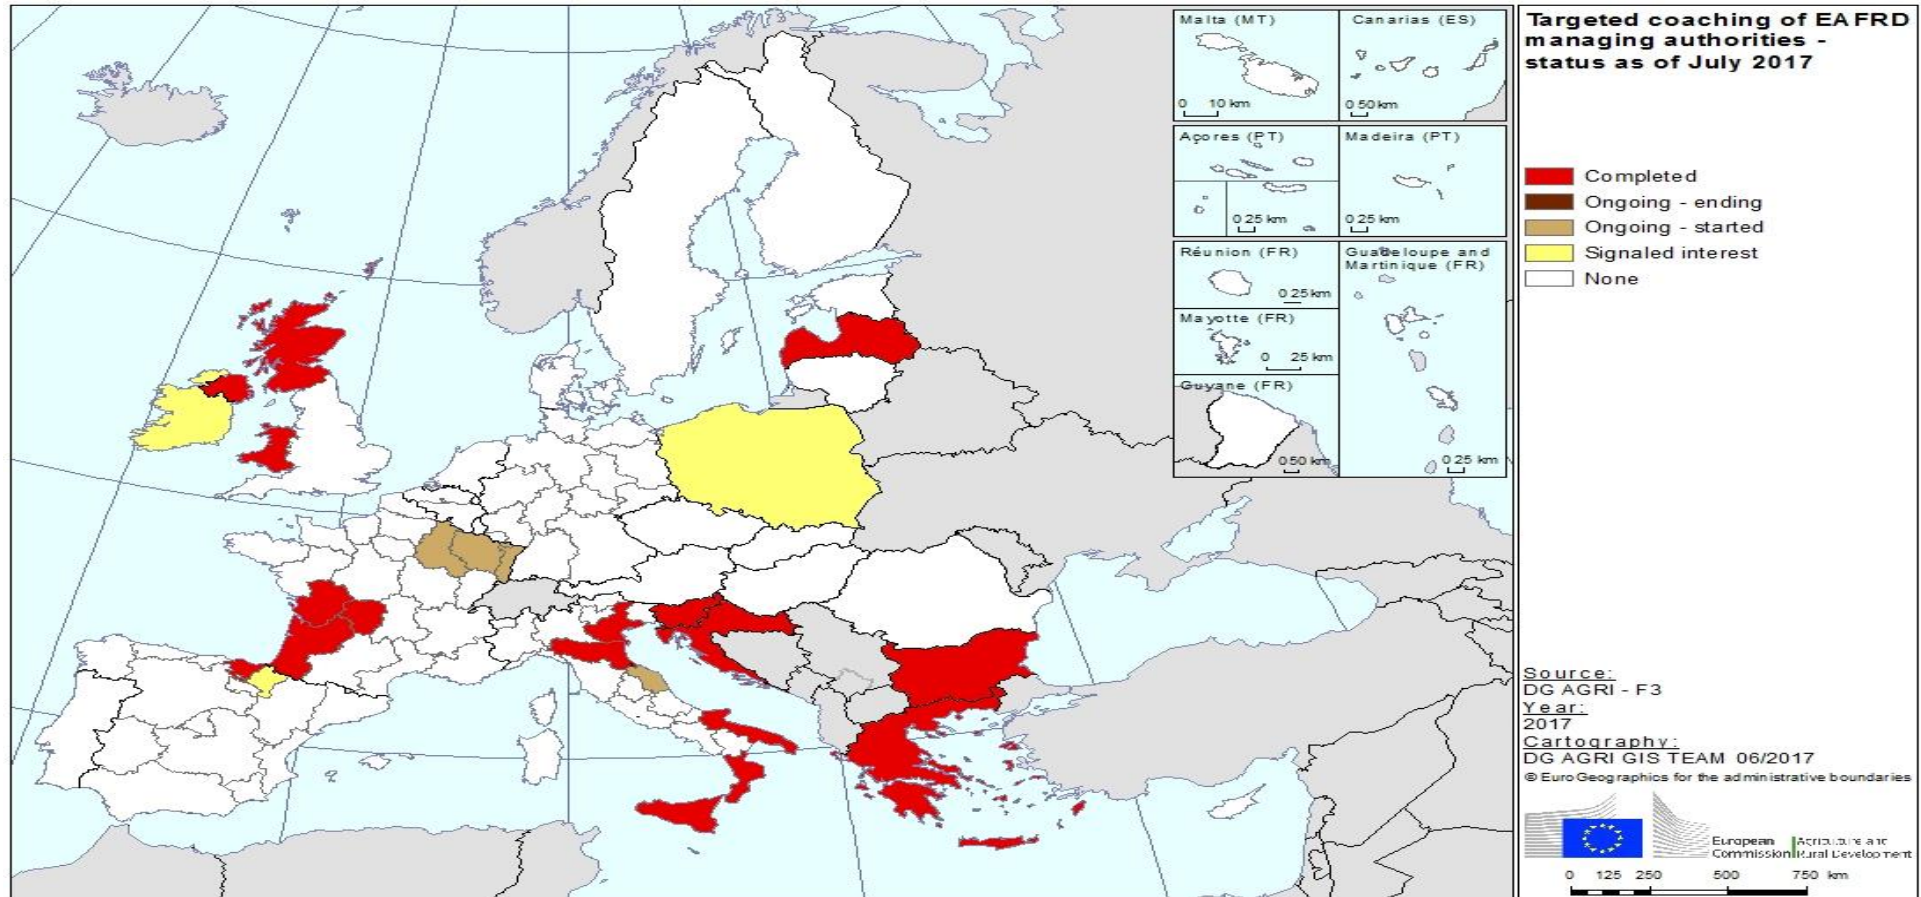 Malta (MT)
0 10 km
Canarias (ES)
0 50 km
Açores (PT)
0 25 km
Madeira (PT)
0 25 km
Réunion (FR)
0 25 km
Guadeloupe and
Martinique (FR)
0 25 km
Mayotte (FR)
0 25 km
Guyane (FR)
0 50 km
Targeted coaching of EAFRD
managing authorities -
status as of July 2017
Completed
Ongoing - ending
Ongoing - started
Signaled interest
None
Source:
DG AGRI - F3
Year:
2017
Cartography:
DG AGRI GIS TEAM 06/2017
© EuroGeographics for the administrative boundaries
European
Commission
Agriculture and
Rural Development
0 125 250 500 750 km